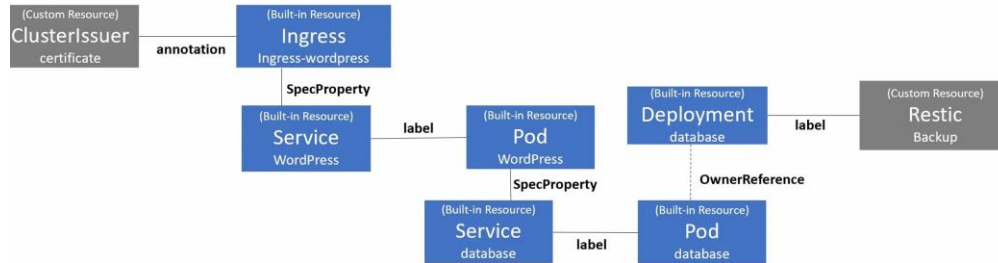 (Custom Resource)
ClusterIssuer
certificate
annotation
(Built-in Resource)
Ingress
Ingress-wordpress
SpecProperty
(Built-in Resource)
Service
WordPress
label
(Built-in Resource)
Pod
WordPress
SpecProperty
(Built-in Resource)
Service
database
label
(Built-in Resource)
Pod
database
OwnerReference
(Built-in Resource)
Deployment
database
label
(Custom Resource)
Restic
Backup